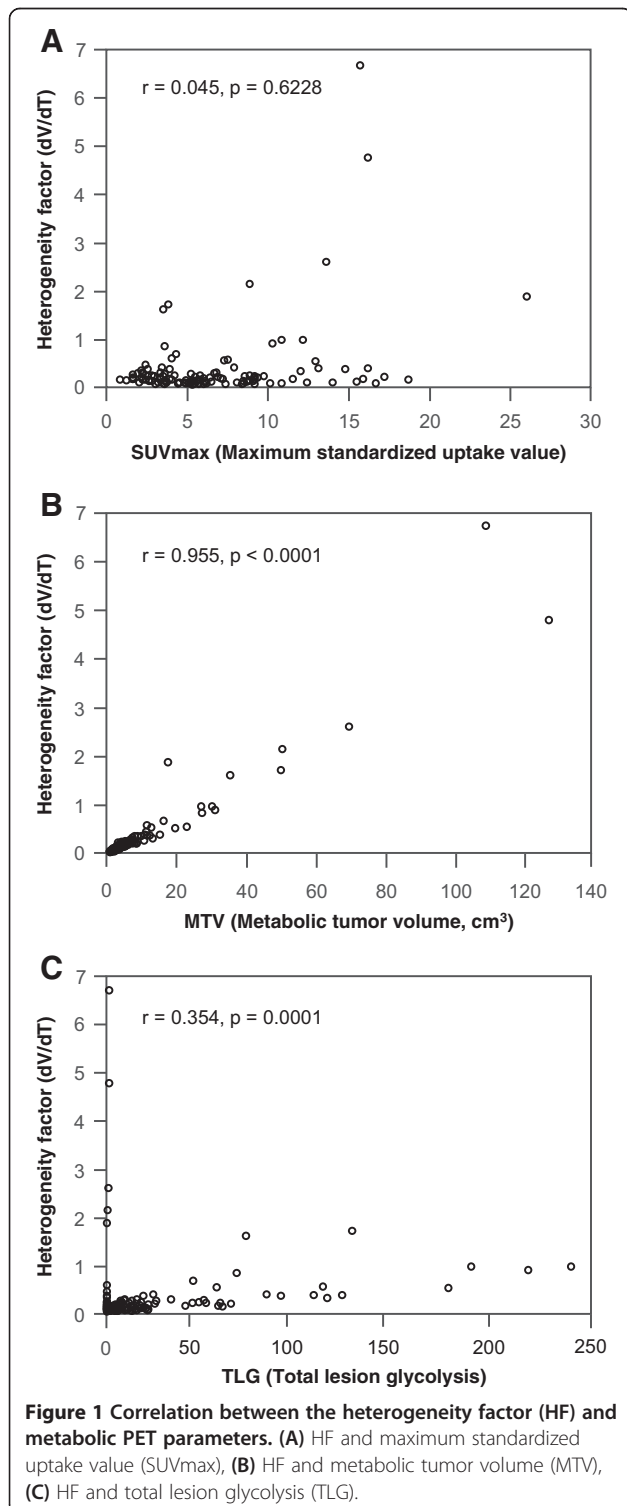 A
7
6
5
4
3
2
1
0
Heterogeneity factor (dV/dT)
r = 0.045, p = 0.6228
0 5 10 15 20 25 30
SUVmax (Maximum standardized uptake value)
B
7
6
5
4
3
2
1
0
Heterogeneity factor (dV/dT)
r = 0.955, p < 0.0001
0 20 40 60 80 100 120 140
MTV (Metabolic tumor volume, cm³)
C
7
6
5
4
3
2
1
0
Heterogeneity factor (dV/dT)
r = 0.354, p = 0.0001
0 50 100 150 200 250
TLG (Total lesion glycolysis)
Figure 1 Correlation between the heterogeneity factor (HF) and
metabolic PET parameters. (A) HF and maximum standardized
uptake value (SUVmax), (B) HF and metabolic tumor volume (MTV),
(C) HF and total lesion glycolysis (TLG).